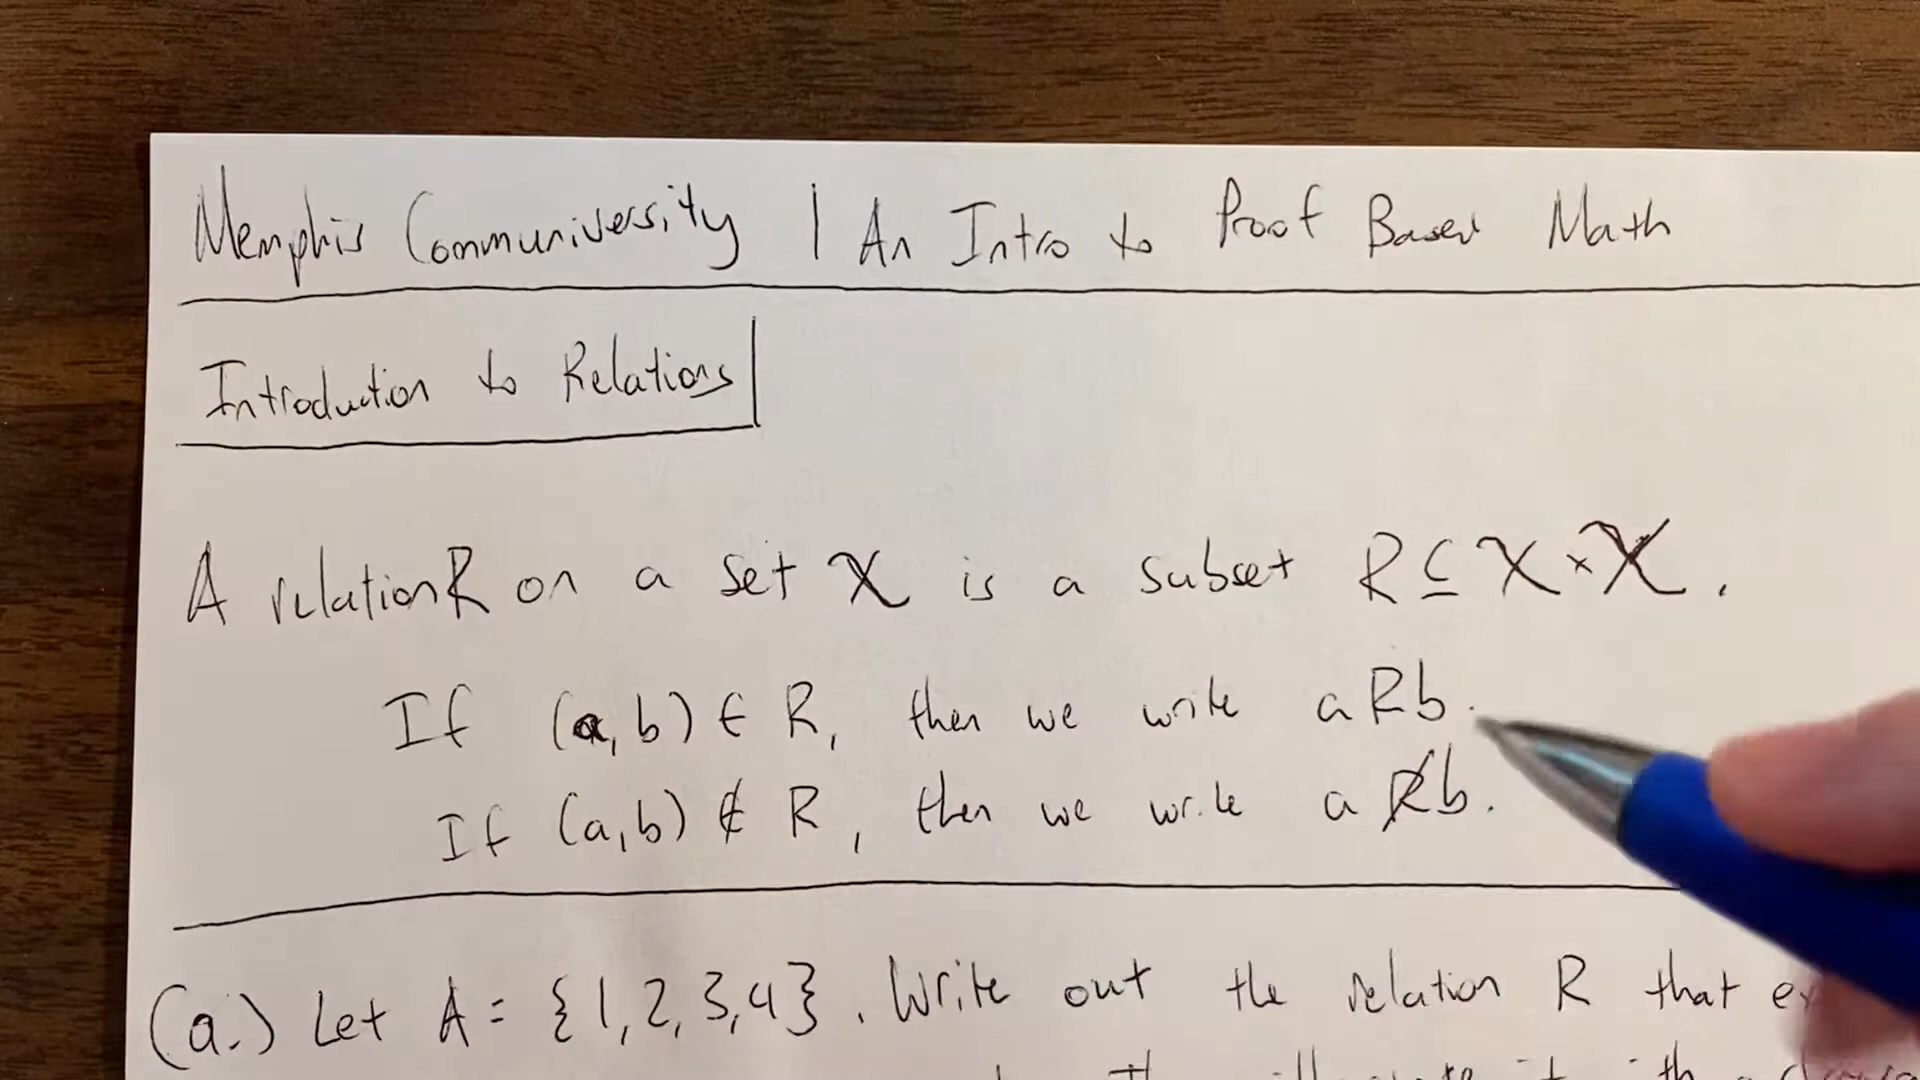 Memphis Communiversity | An Intro to Proof Based Math
Introduction to Relations
A relation R on a set X is a subset R ⊆ X × X.
If (a, b) ∈ R, then we write a R b.
If (a, b) ∉ R, then we write a R̸ b.
(a.) Let A = {1, 2, 3, 4}. Write out the relation R that